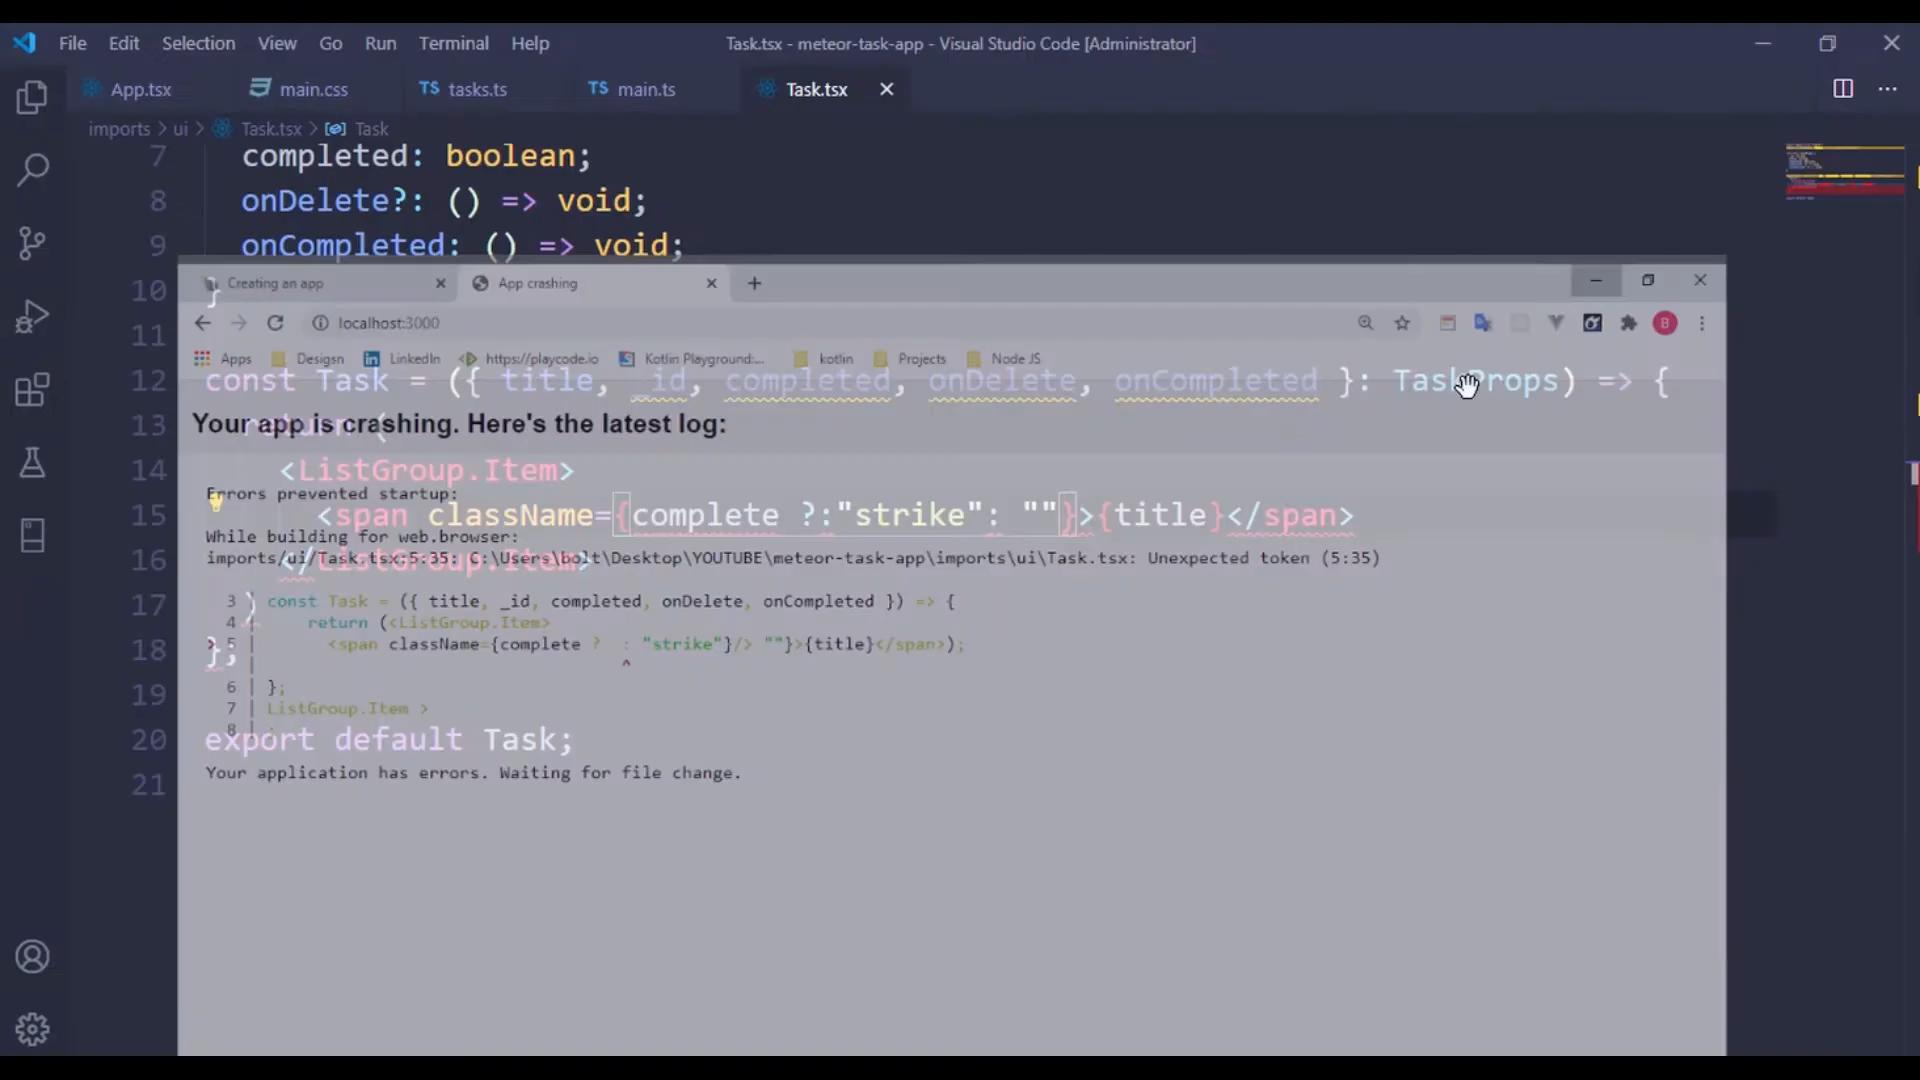 File Edit Selection View Go Run Terminal Help
Task.tsx - meteor-task-app - Visual Studio Code [Administrator]
App.tsx main.css TS tasks.ts TS main.ts Task.tsx
imports > ui > Task.tsx > Task
7 completed: boolean;
8 onDelete?: () => void;
9 onCompleted: () => void;
Creating an app App crashing
10 }
localhost:3000 B
11
Apps Designs LinkedIn https://playcode.io Kotlin Playground:... kotlin Projects Node JS
12 const Task = ({ title, _id, completed, onDelete, onCompleted }: TaskProps) => {
Your app is crashing. Here's the latest log:
13 return (
14 <ListGroup.Item>
Errors prevented startup:
15 <span className={complete ?:"strike": ""}>{title}</span>
While building for web.browser:
imports/ui/Task.tsx:5:35: C:\Users\bolt\Desktop\YOUTUBE\meteor-task-app\imports\ui\Task.tsx: Unexpected token (5:35)
16 </ListGroup.Item>
3 | const Task = ({ title, _id, completed, onDelete, onCompleted }) => {
17 )
4 | return (<ListGroup.Item>
> 5 | <span className={complete ? : "strike"}/> ""}>{title}</span>);
18 };
| ^
6 | };
19
7 | ListGroup.Item >
8 | ;
20 export default Task;
Your application has errors. Waiting for file change.
21